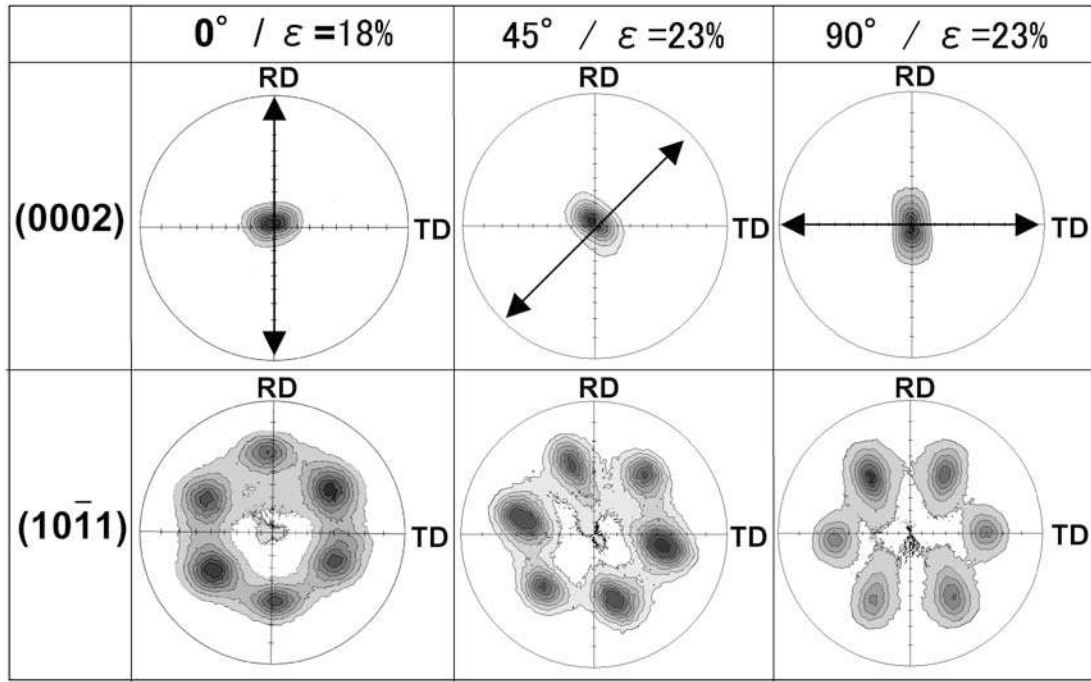 0° / ε=18% 45° / ε=23% 90° / ε=23%
RD RD RD
(0002) TD TD TD
RD RD RD
(101̄1) TD TD TD